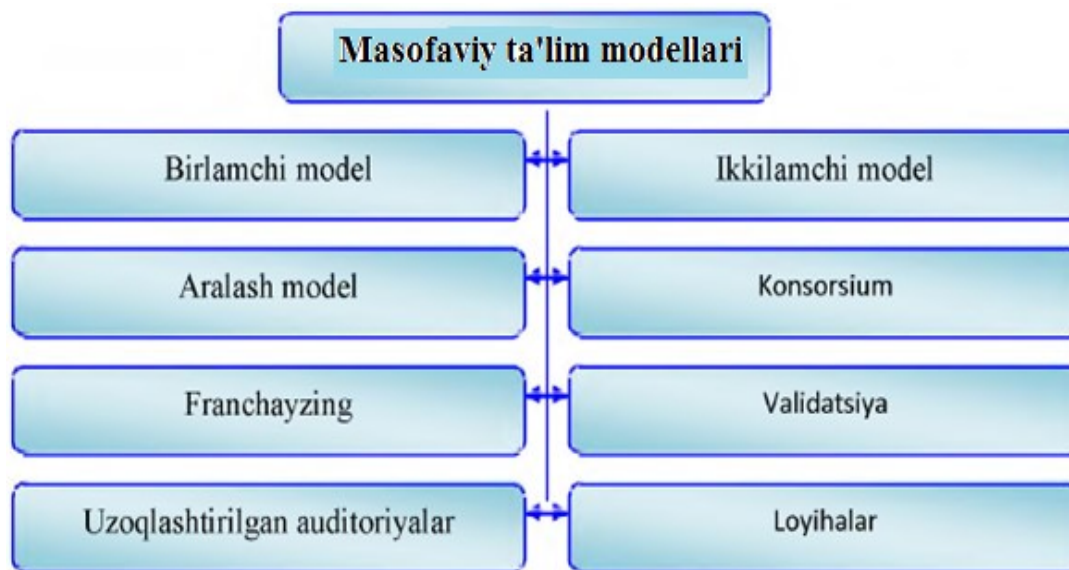 Masofaviy ta'lim modellari
Birlamchi model
Ikkilamchi model
Aralash model
Konsorsium
Franchayzing
Validatsiya
Uzoqlashtirilgan auditoriyalar
Loyihalar